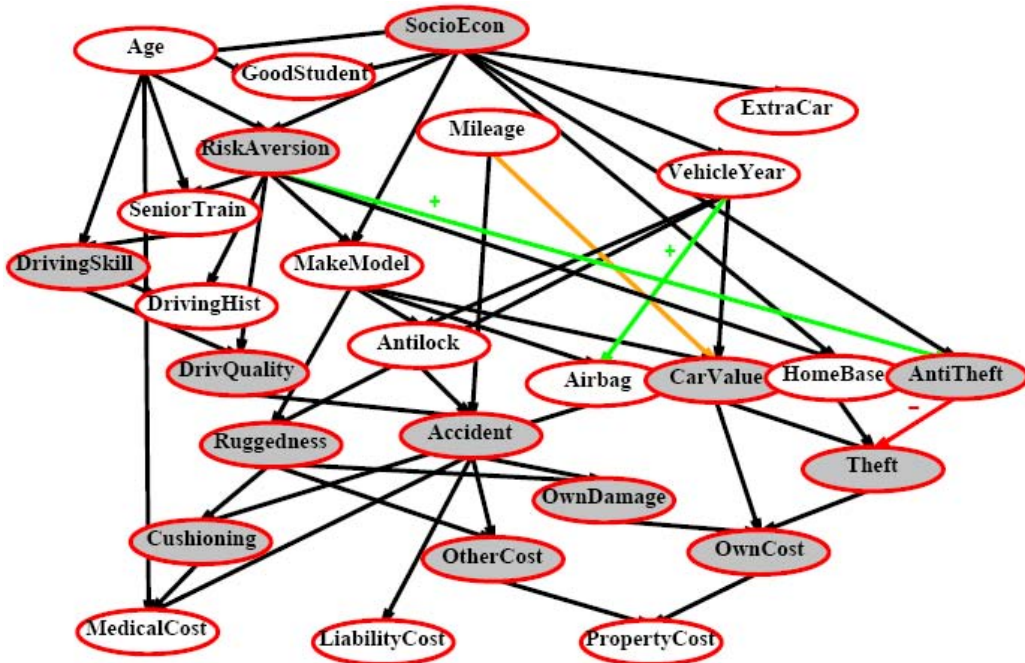 SocioEcon
Age
GoodStudent
ExtraCar
Mileage
RiskAversion
VehicleYear
+
SeniorTrain
+
DrivingSkill
MakeModel
DrivingHist
Antilock
DrivQuality
Airbag
CarValue
HomeBase
AntiTheft
-
Ruggedness
Accident
Theft
OwnDamage
Cushioning
OtherCost
OwnCost
MedicalCost
LiabilityCost
PropertyCost